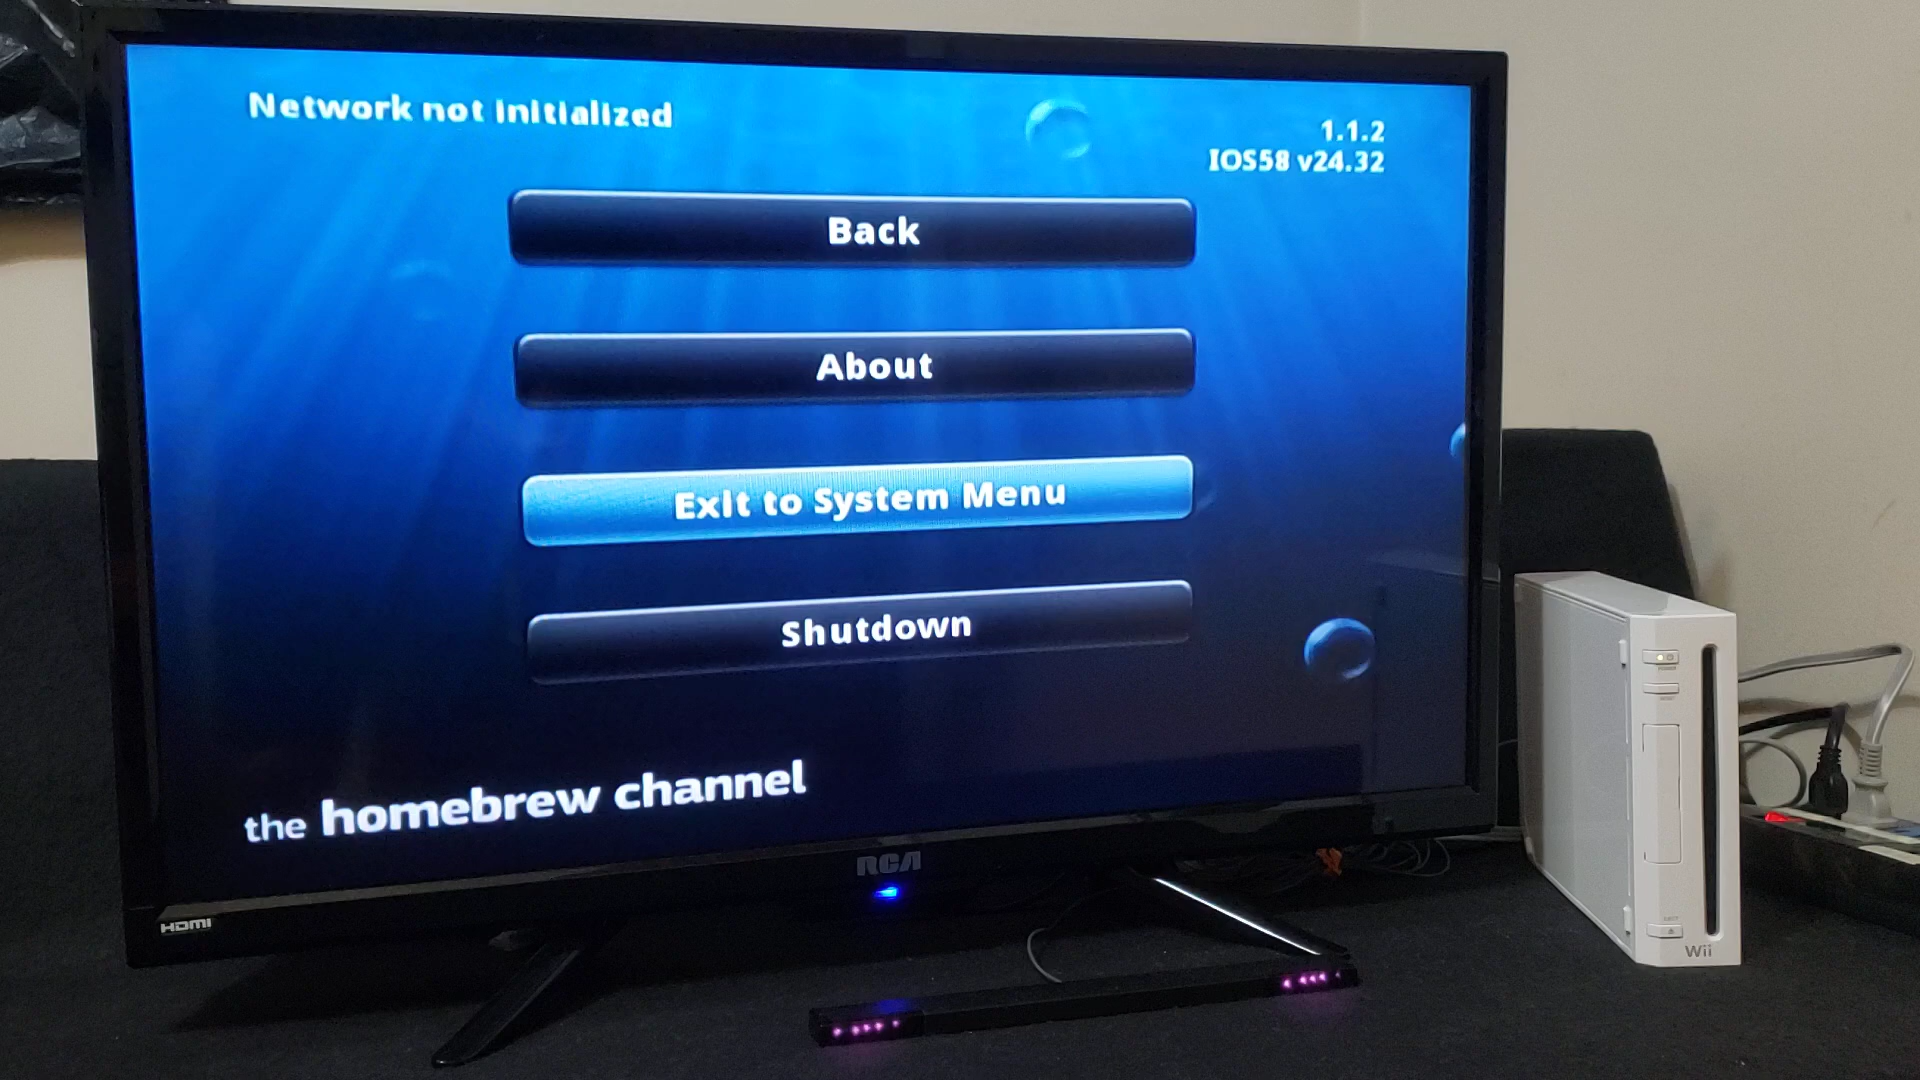 Network not initialized
1.1.2
IOS58 v24.32
Back
About
Exit to System Menu
Shutdown
the homebrew channel
RCA
HDMI
Wii